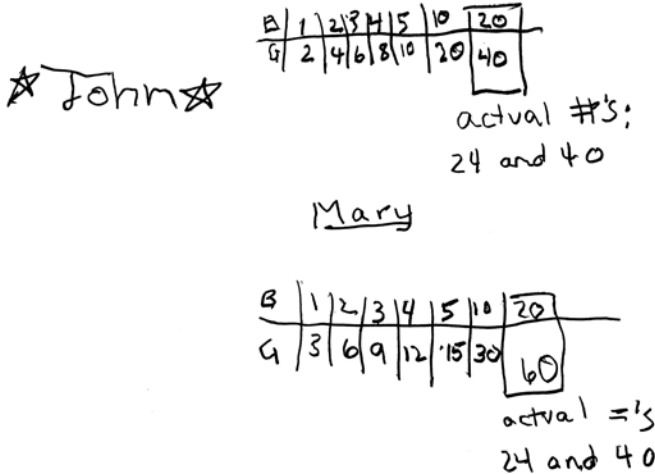 B 1 2 3 4 5 10 20
G 2 4 6 8 10 20 40
☆ John ☆
actual #'s:
24 and 40
Mary
B 1 2 3 4 5 10 20
G 3 6 9 12 15 30 60
actual ='s
24 and 40